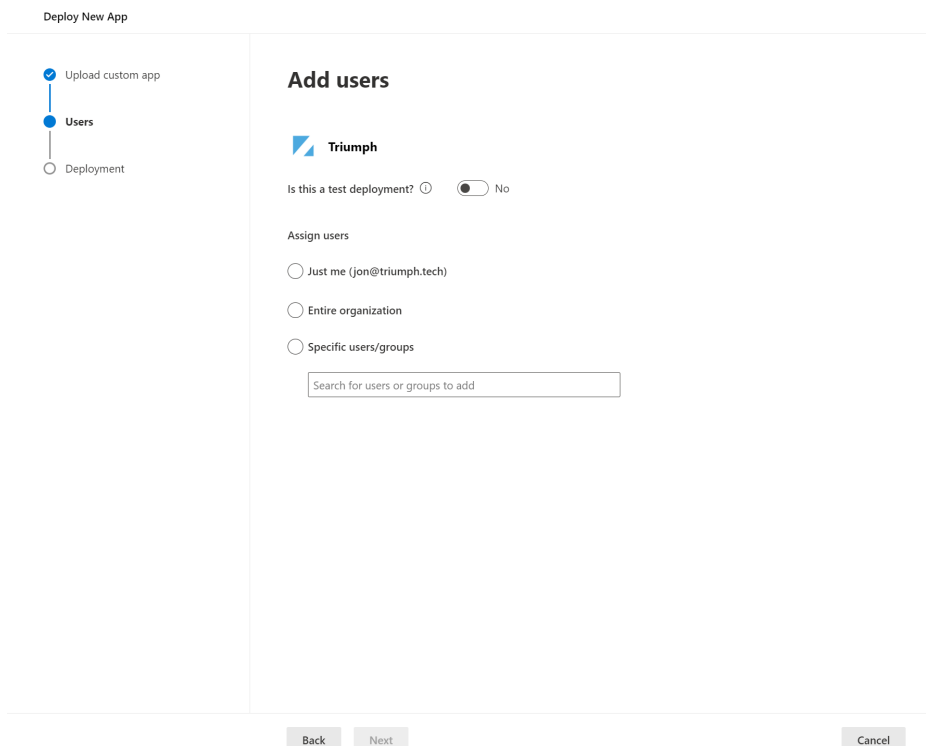 Deploy New App
Upload custom app
Users
Deployment
Add users
Triumph
Is this a test deployment? No
Assign users
Just me (jon@triumph.tech)
Entire organization
Specific users/groups
Search for users or groups to add
Back Next Cancel